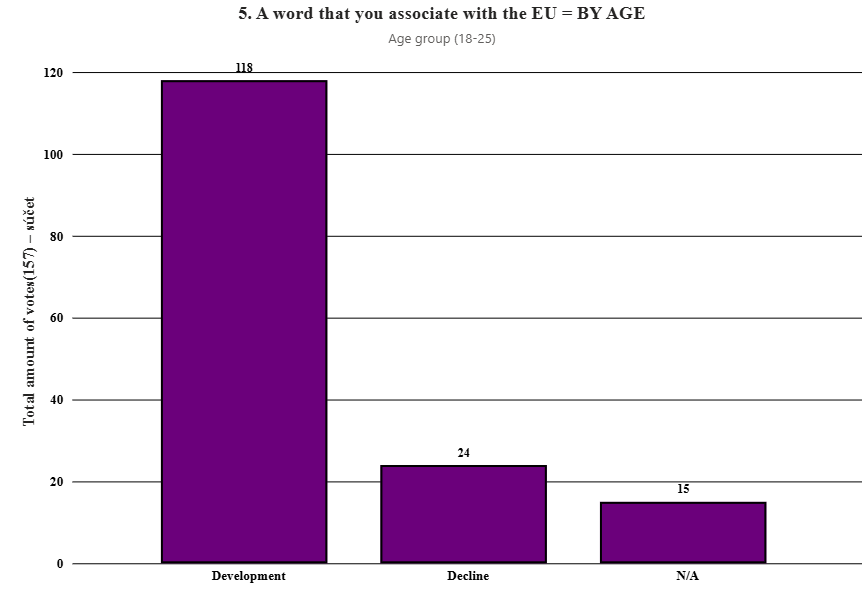 5. A word that you associate with the EU = BY AGE
Age group (18-25)
Total amount of votes(157) – súčet
120
100
80
60
40
20
0
118
24
15
Development
Decline
N/A